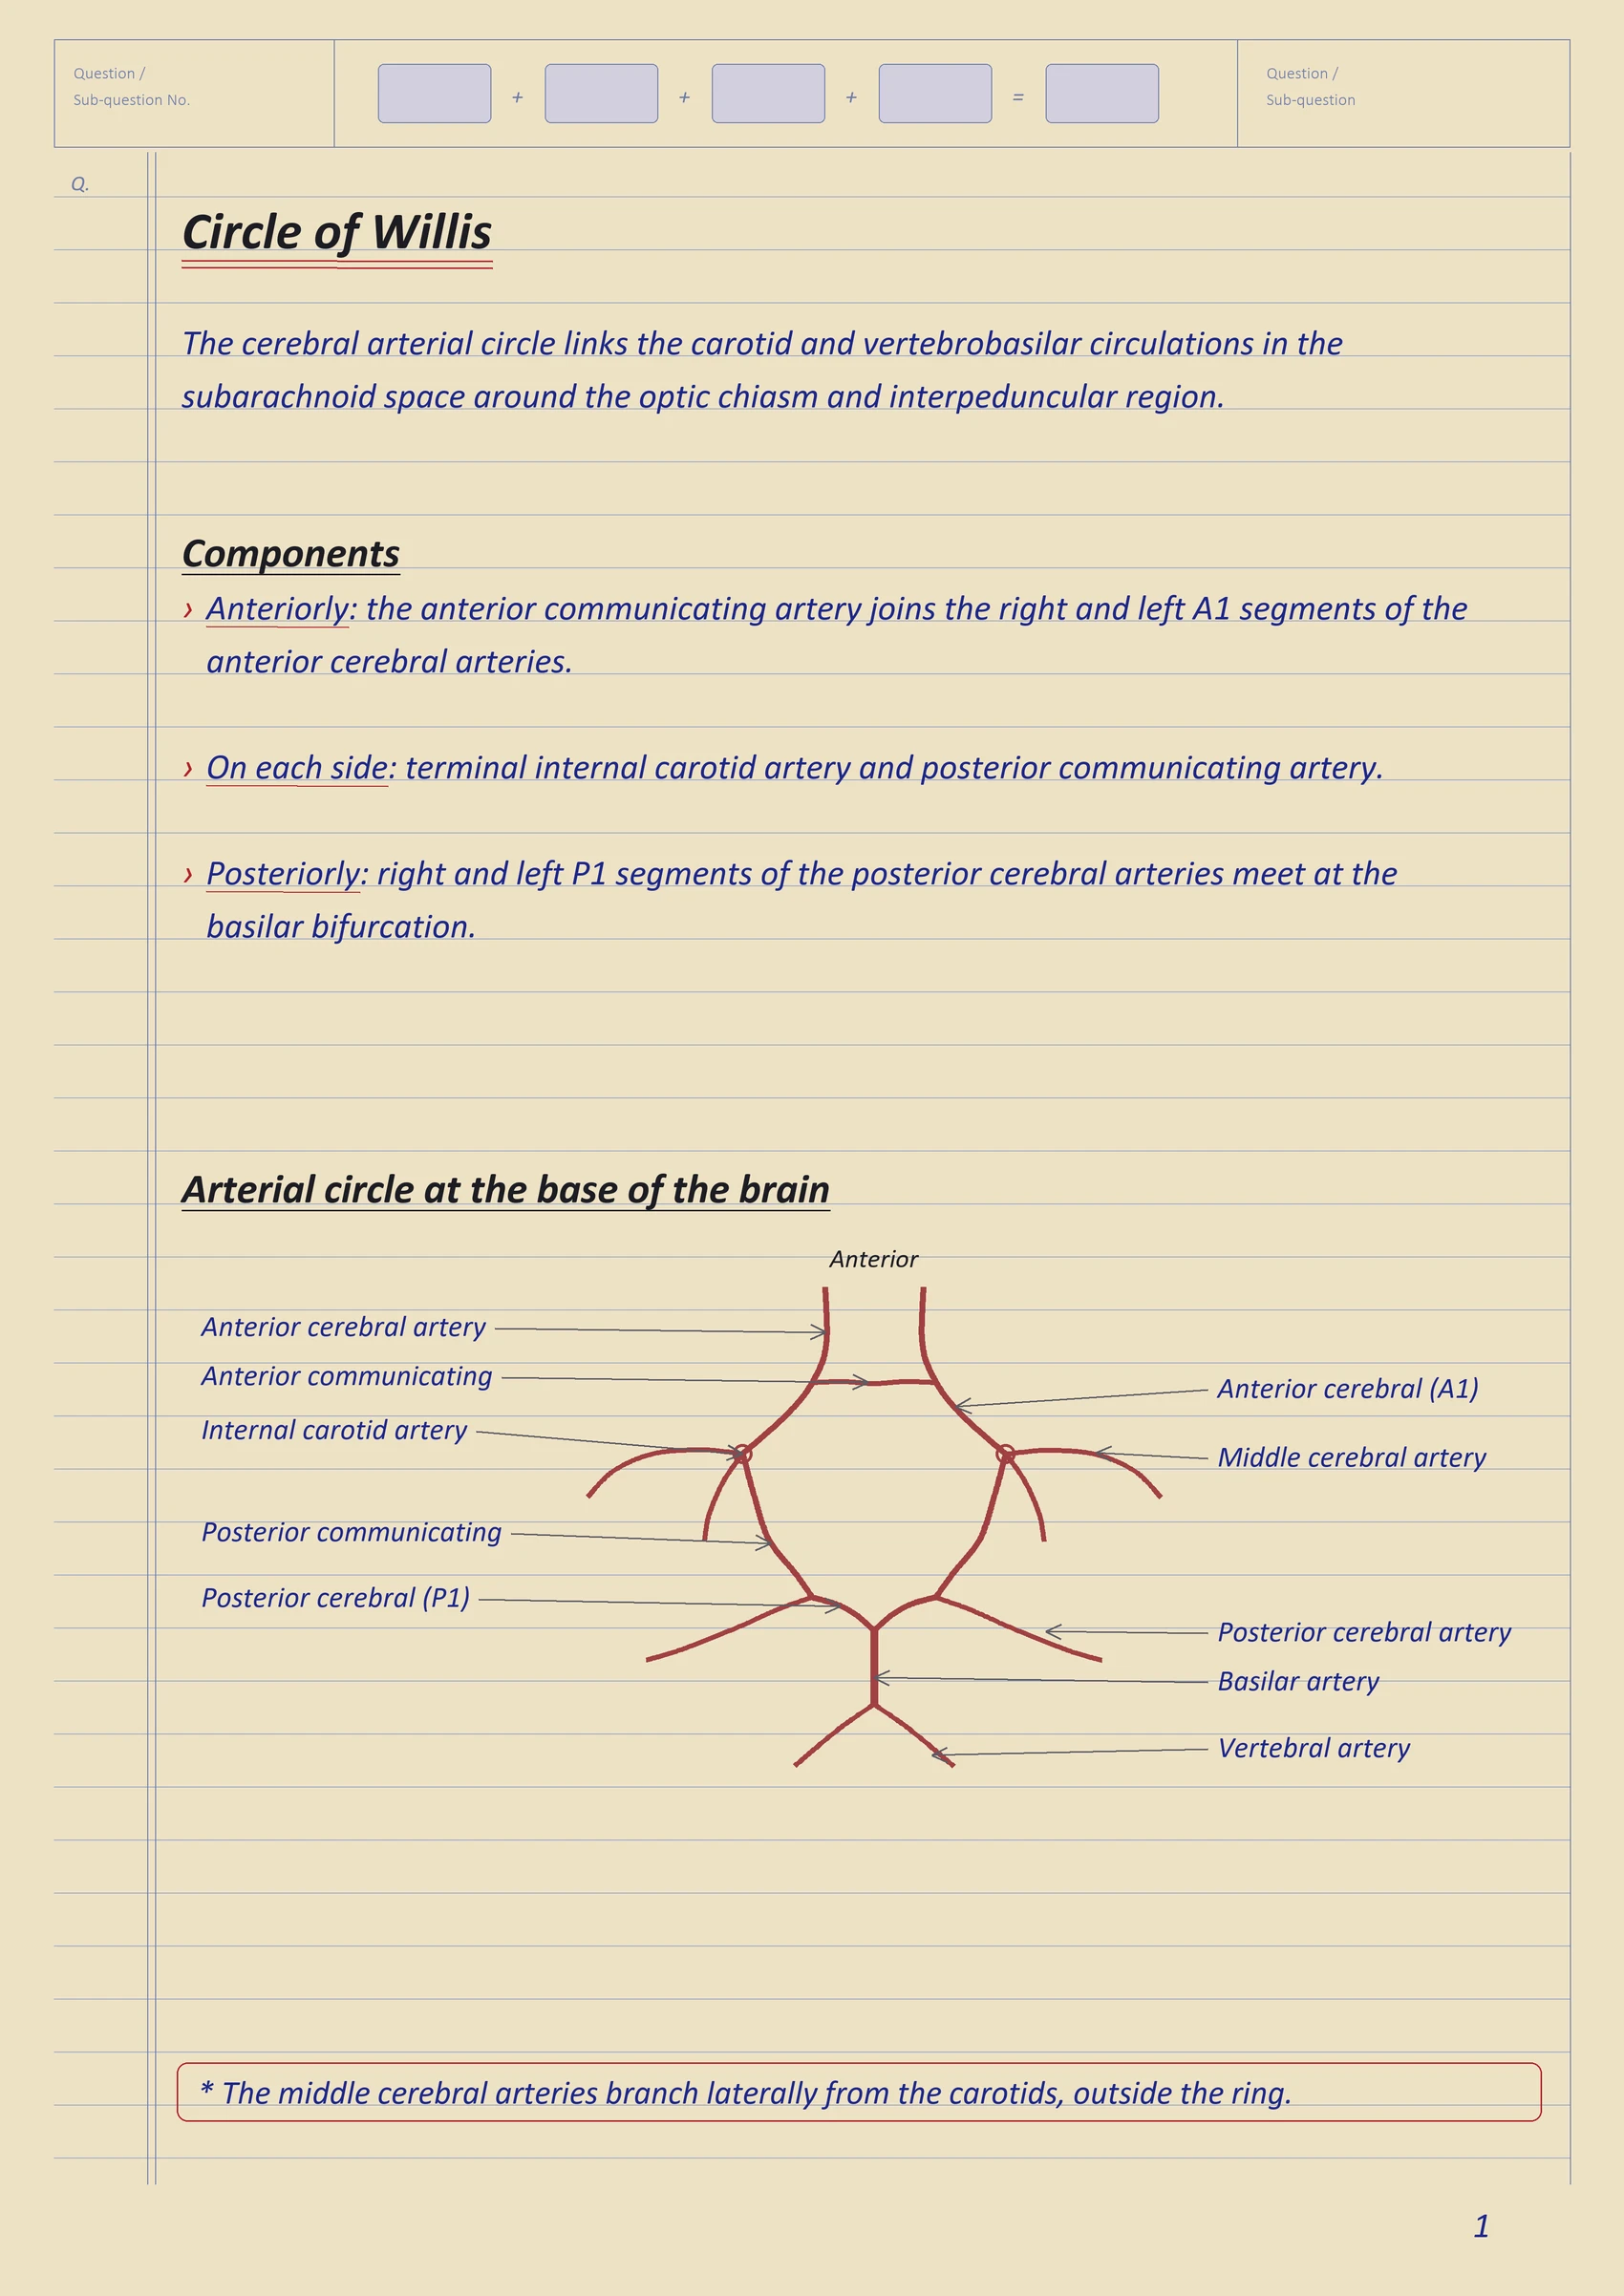 Question /
Sub-question No.
+ + + =
Question /
Sub-question
Q.
Circle of Willis
The cerebral arterial circle links the carotid and vertebrobasilar circulations in the
subarachnoid space around the optic chiasm and interpeduncular region.
Components
› Anteriorly: the anterior communicating artery joins the right and left A1 segments of the
anterior cerebral arteries.
› On each side: terminal internal carotid artery and posterior communicating artery.
› Posteriorly: right and left P1 segments of the posterior cerebral arteries meet at the
basilar bifurcation.
Arterial circle at the base of the brain
Anterior
Anterior cerebral artery
Anterior communicating
Internal carotid artery
Posterior communicating
Posterior cerebral (P1)
Anterior cerebral (A1)
Middle cerebral artery
Posterior cerebral artery
Basilar artery
Vertebral artery
* The middle cerebral arteries branch laterally from the carotids, outside the ring.
1